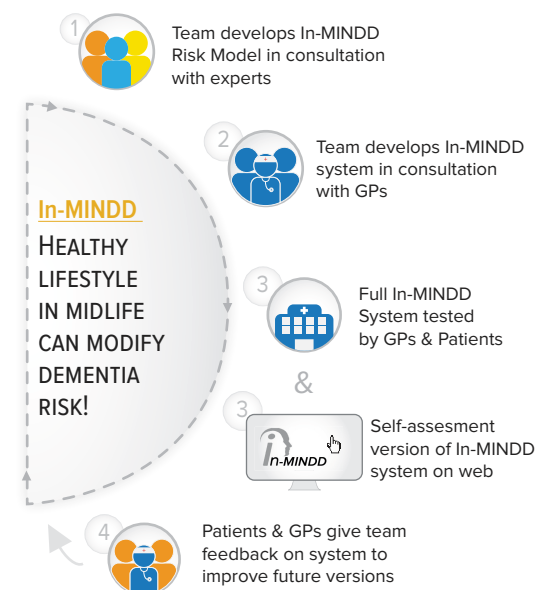 1
Team develops In-MINDD
Risk Model in consultation
with experts
2
Team develops In-MINDD
system in consultation
with GPs
In-MINDD
HEALTHY
LIFESTYLE
IN MIDLIFE
CAN MODIFY
DEMENTIA
RISK!
3
Full In-MINDD
System tested
by GPs & Patients
&
3
in-MINDD
Self-assesment
version of In-MINDD
system on web
4
Patients & GPs give team
feedback on system to
improve future versions